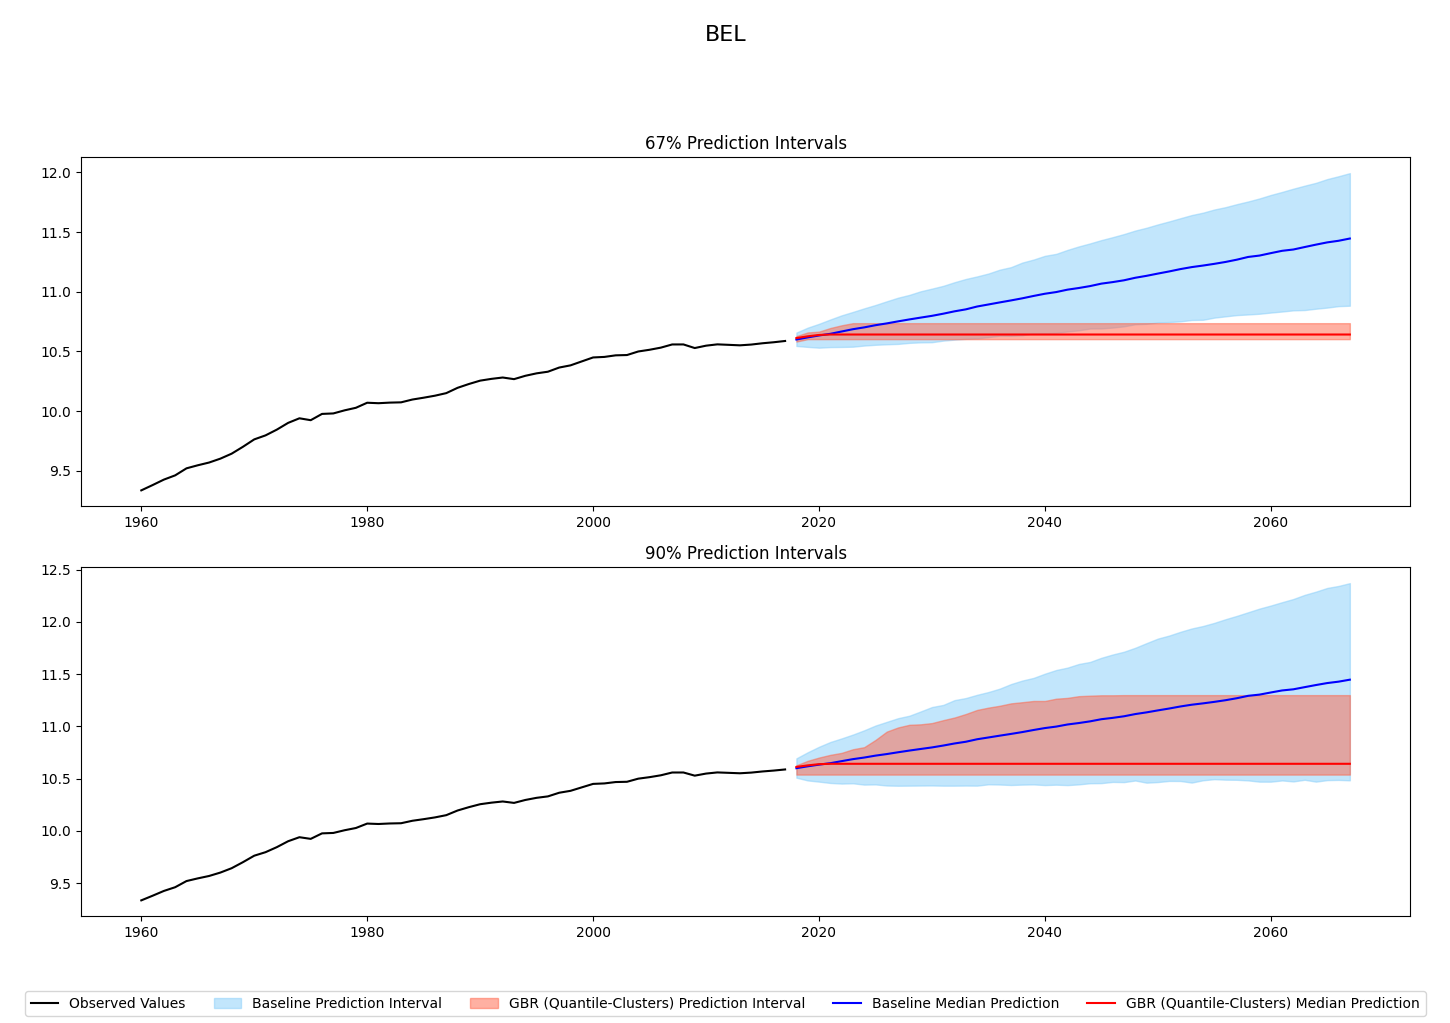 BEL
67% Prediction Intervals
12.0
11.5
11.0
10.5
10.0
9.5
1960 1980 2000 2020 2040 2060
90% Prediction Intervals
12.5
12.0
11.5
11.0
10.5
10.0
9.5
1960 1980 2000 2020 2040 2060
Observed Values Baseline Prediction Interval GBR (Quantile-Clusters) Prediction Interval Baseline Median Prediction GBR (Quantile-Clusters) Median Prediction